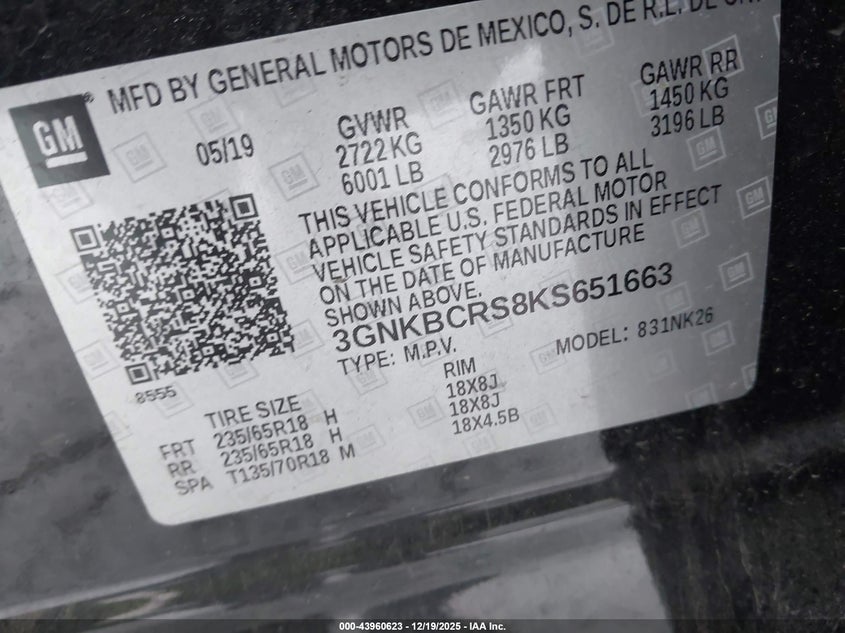 MFD BY GENERAL MOTORS DE MEXICO, S. DE R.L. DE
GM
05/19
GVWR GAWR FRT GAWR RR
2722 KG 1350 KG 1450 KG
6001 LB 2976 LB 3196 LB
THIS VEHICLE CONFORMS TO ALL
APPLICABLE U.S. FEDERAL MOTOR
VEHICLE SAFETY STANDARDS IN EFFECT
ON THE DATE OF MANUFACTURE
SHOWN ABOVE.
3GNKBCRS8KS651663
TYPE: M.P.V. MODEL: 831NK26
8555
TIRE SIZE RIM
FRT 235/65R18 H 18X8J
RR 235/65R18 H 18X8J
SPA T135/70R18 M 18X4.5B
000-43960623 – 12/19/2025 – IAA Inc.